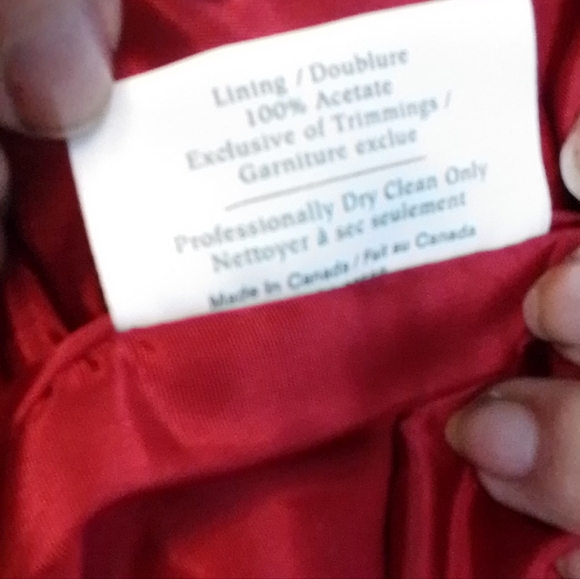 Lining / Doublure
100% Acetate
Exclusive of Trimmings /
Garniture exclue
Professionally Dry Clean Only
Nettoyer à sec seulement
Made In Canada / Fait au Canada